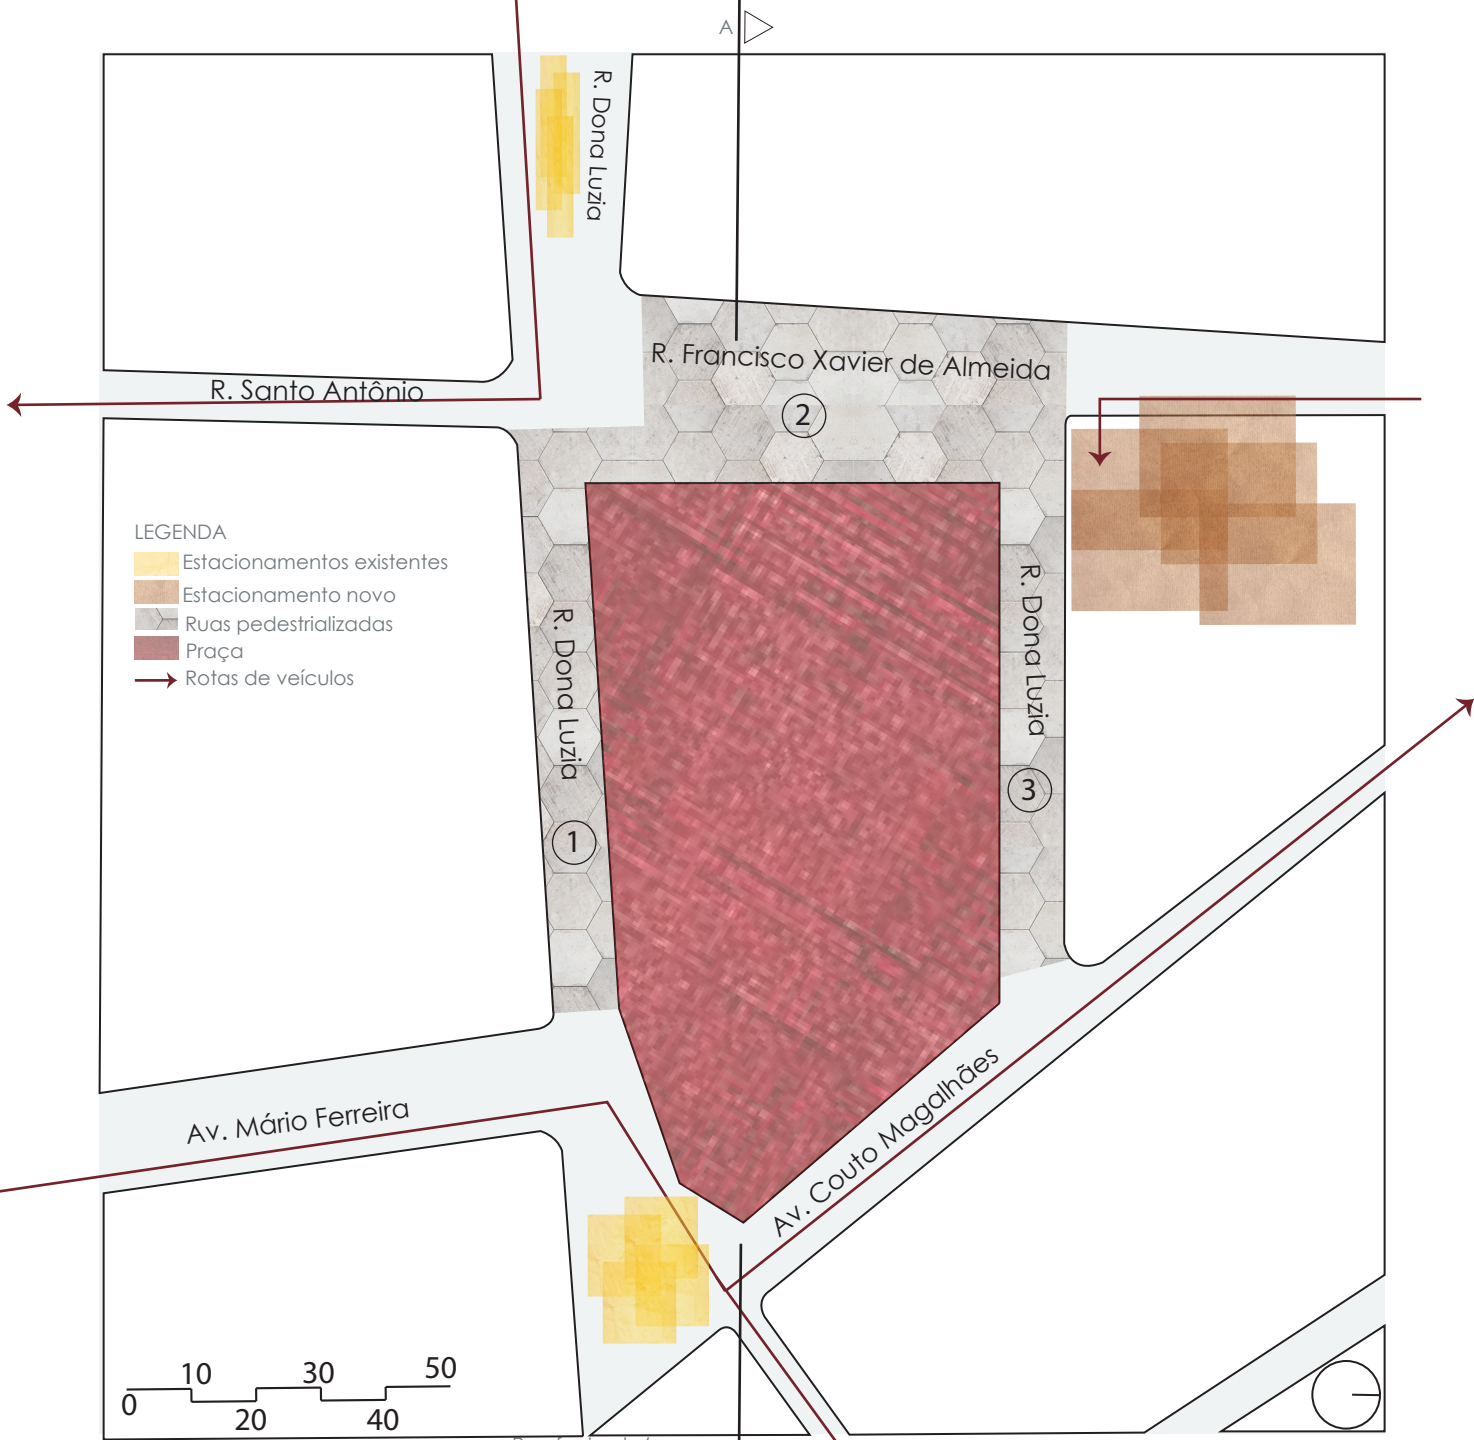 A
R. Dona Luzia
R. Francisco Xavier de Almeida
R. Santo Antônio
2
LEGENDA
Estacionamentos existentes
Estacionamento novo
Ruas pedestrializadas
Praça
Rotas de veículos
R. Dona Luzia
R. Dona Luzia
3
1
Av. Mário Ferreira
Av. Couto Magalhães
10 30 50
0 20 40